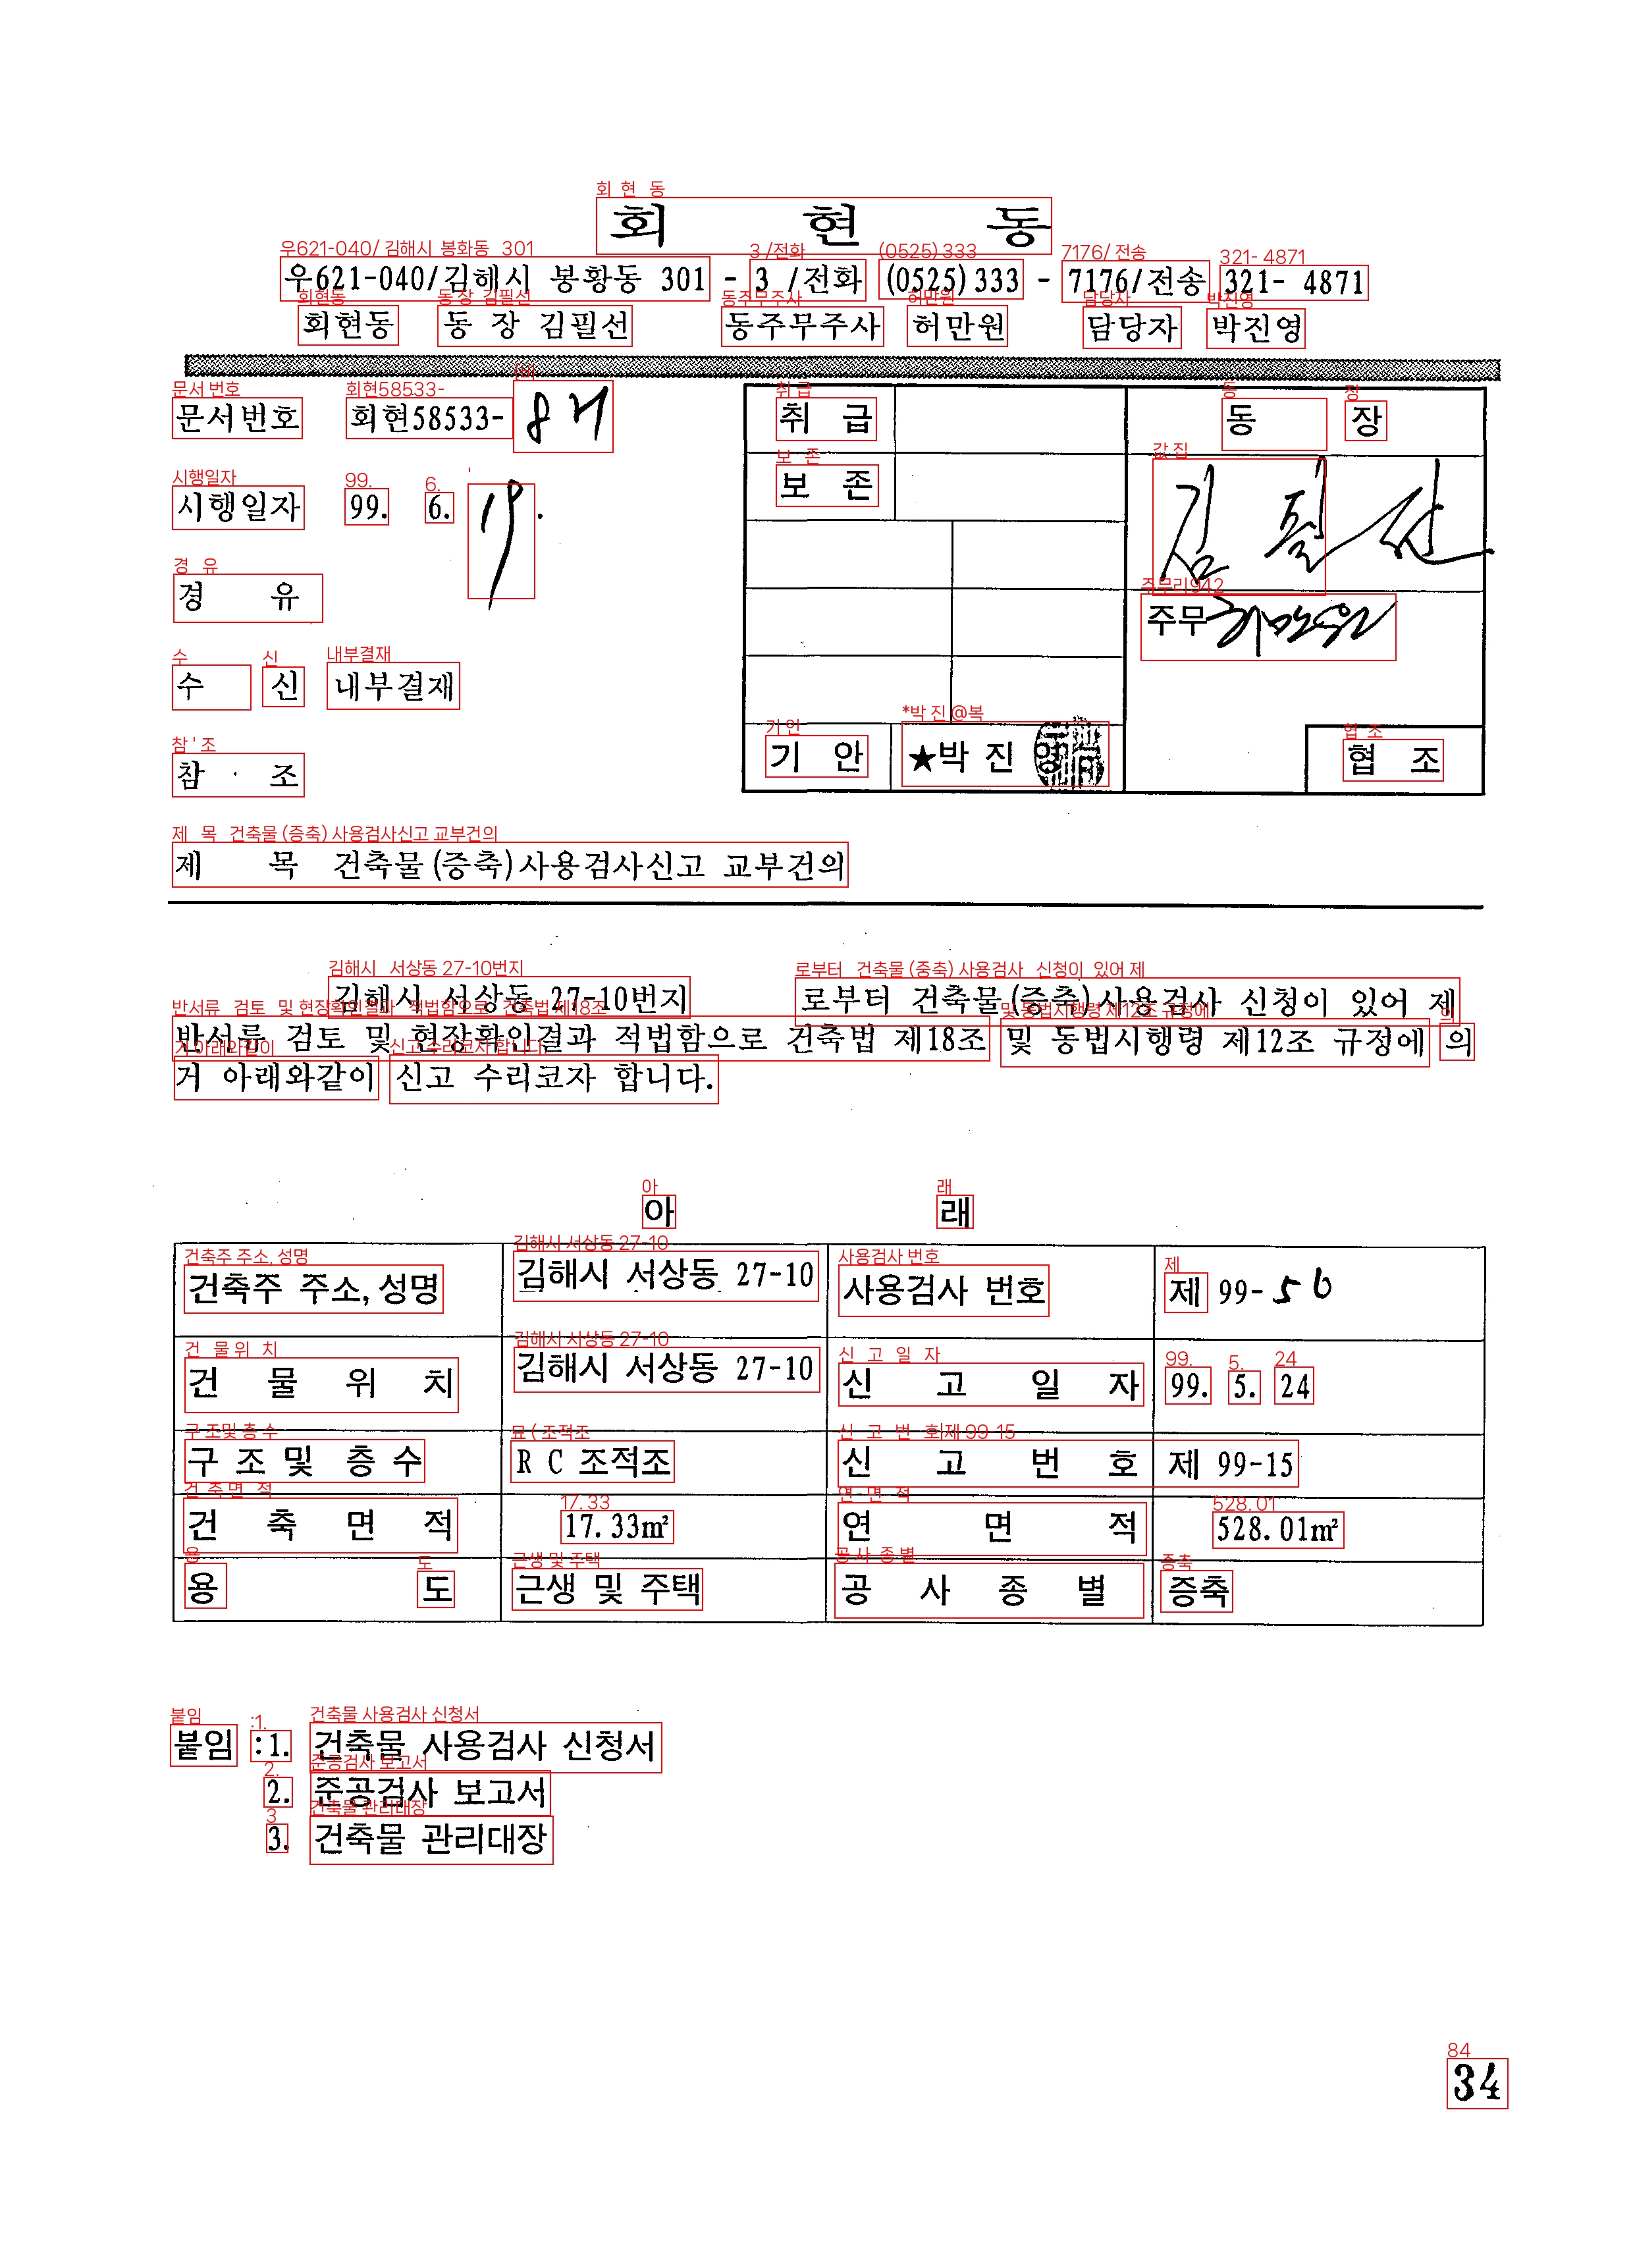 회 현 동
우621-040/김해시 봉황동 301 - 3 /전화 (0525)333 - 7176/전송 321- 4871
회현동 동 장 김필선 동주무주사 허만원 담당자 박진영
문서번호 회현58533-
취 급
동 장
시행일자 99. 6. 19.
보 존
김 필 선
경 유
주무 허만원
수 신 내부결재
기 안 ★박 진 영
협 조
참 조
제 목 건축물(증축)사용검사신고 교부건의
김해시 서상동 27-10번지 로부터 건축물(증축)사용검사 신청이 있어 제
반서류 검토 및 현장확인결과 적법함으로 건축법 제18조 및 동법시행령 제12조 규정에 의
거 아래와같이 신고 수리코자 합니다.
아 래
건축주 주소, 성명 김해시 서상동 27-10 사용검사 번호 제 99-56
건 물 위 치 김해시 서상동 27-10 신 고 일 자 99. 5. 24
구 조 및 층 수 R C 조적조 신 고 번 호 제 99-15
건 축 면 적 17.33m² 연 면 적 528.01m²
용 도 근생 및 주택 공 사 종 별 증축
붙임 :1. 건축물 사용검사 신청서
2. 준공검사 보고서
3. 건축물 관리대장
34